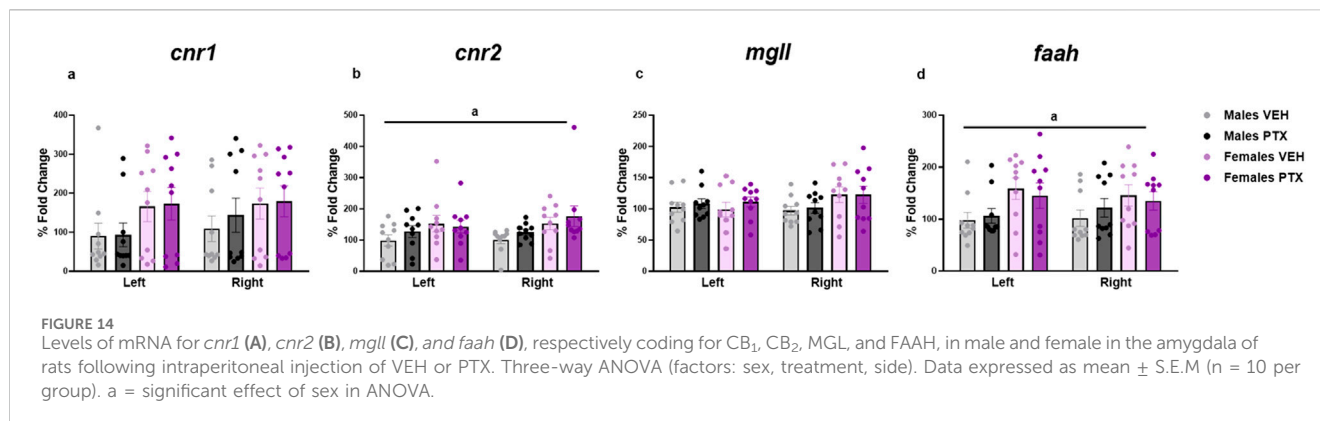 cnr1
cnr2
mgll
faah
a
b
c
d
% Fold Change
400
300
200
100
0
Left
Right
% Fold Change
500
400
300
200
100
0
a
Left
Right
% Fold Change
250
200
150
100
50
0
Left
Right
% Fold Change
300
200
100
0
a
Left
Right
Males VEH
Males PTX
Females VEH
Females PTX
FIGURE 14
Levels of mRNA for cnr1 (A), cnr2 (B), mgll (C), and faah (D), respectively coding for CB₁, CB₂, MGL, and FAAH, in male and female in the amygdala of
rats following intraperitoneal injection of VEH or PTX. Three-way ANOVA (factors: sex, treatment, side). Data expressed as mean ± S.E.M (n = 10 per
group). a = significant effect of sex in ANOVA.